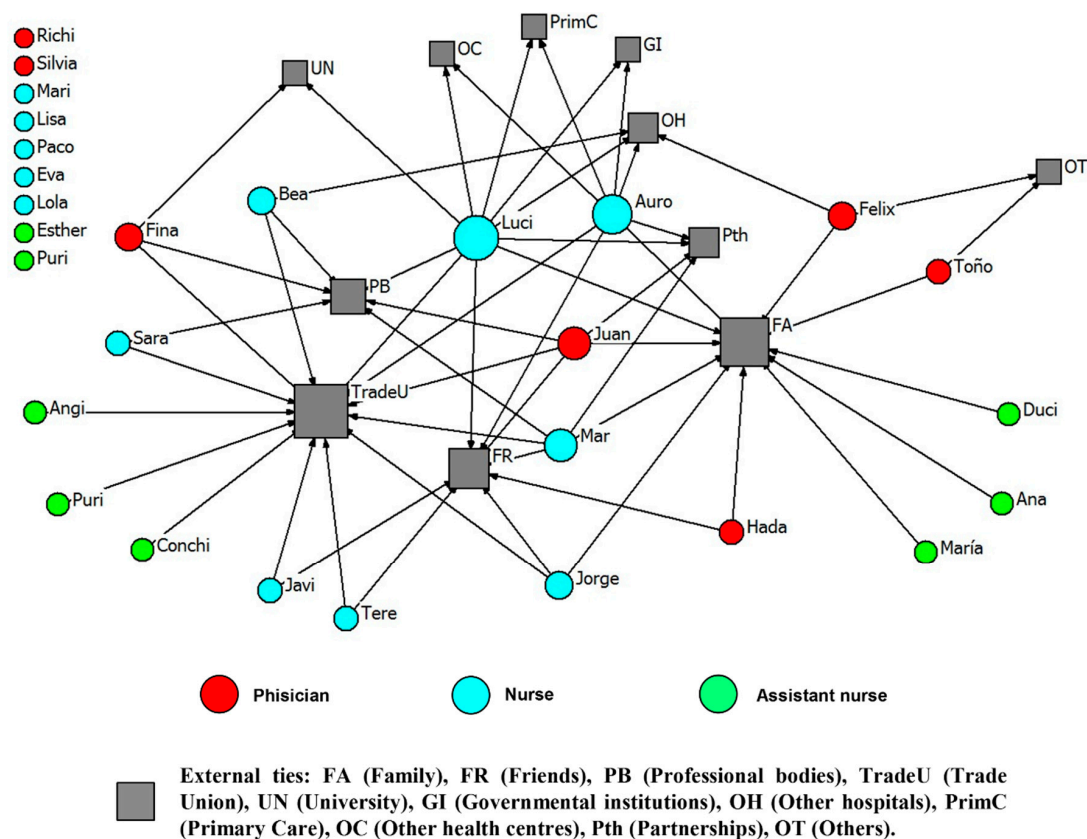 Richi
Silvia
Mari
Lisa
Paco
Eva
Lola
Esther
Puri
UN
OC
PrimC
GI
OH
OT
Bea
Luci
Auro
Felix
Fina
Pth
Toño
PB
FA
Sara
Juan
TradeU
Angi
Duci
Mar
FR
Puri
Ana
Conchi
Hada
María
Javi
Jorge
Tere
Phisician
Nurse
Assistant nurse
External ties: FA (Family), FR (Friends), PB (Professional bodies), TradeU (Trade
Union), UN (University), GI (Governmental institutions), OH (Other hospitals), PrimC
(Primary Care), OC (Other health centres), Pth (Partnerships), OT (Others).